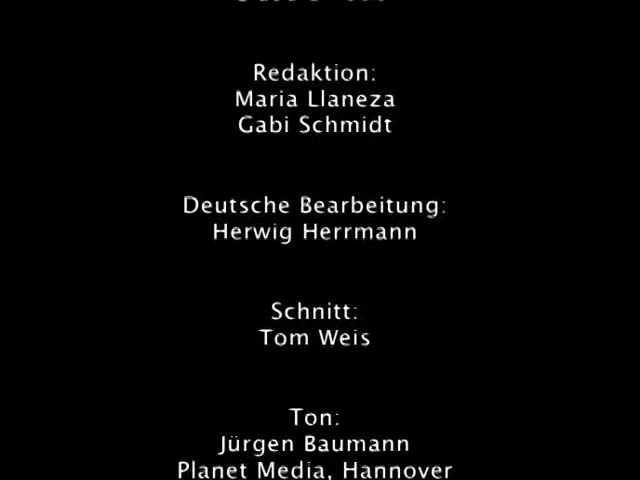 Redaktion:
Maria Llaneza
Gabi Schmidt
Deutsche Bearbeitung:
Herwig Herrmann
Schnitt:
Tom Weis
Ton:
Jürgen Baumann
Planet Media, Hannover